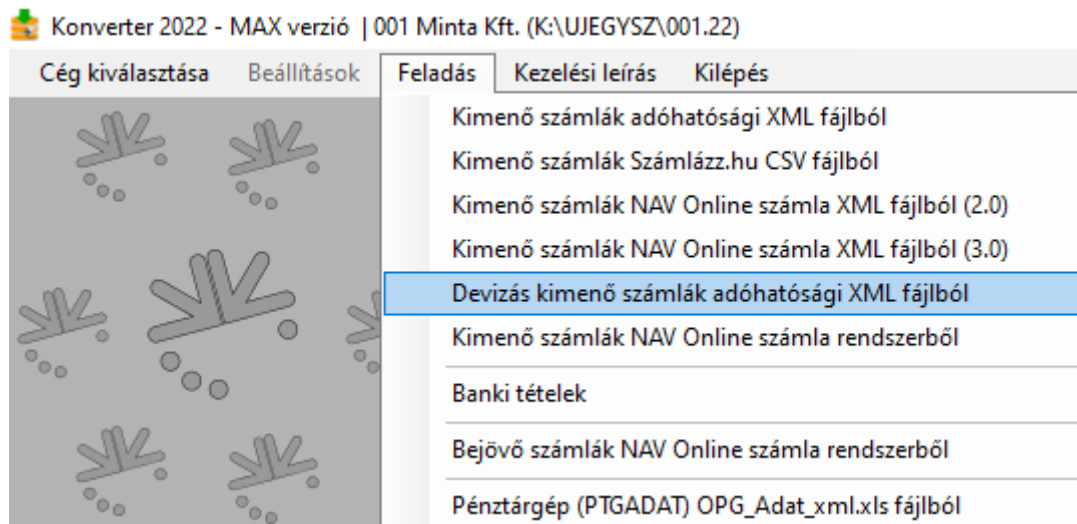 Konverter 2022 - MAX verzió | 001 Minta Kft. (K:\UJEGYSZ\001.22)
Cég kiválasztása Beállítások Feladás Kezelési leírás Kilépés
Kimenő számlák adóhatósági XML fájlból
Kimenő számlák Számlázz.hu CSV fájlból
Kimenő számlák NAV Online számla XML fájlból (2.0)
Kimenő számlák NAV Online számla XML fájlból (3.0)
Devizás kimenő számlák adóhatósági XML fájlból
Kimenő számlák NAV Online számla rendszerből
Banki tételek
Bejövő számlák NAV Online számla rendszerből
Pénztárgép (PTGADAT) OPG_Adat_xml.xls fájlból